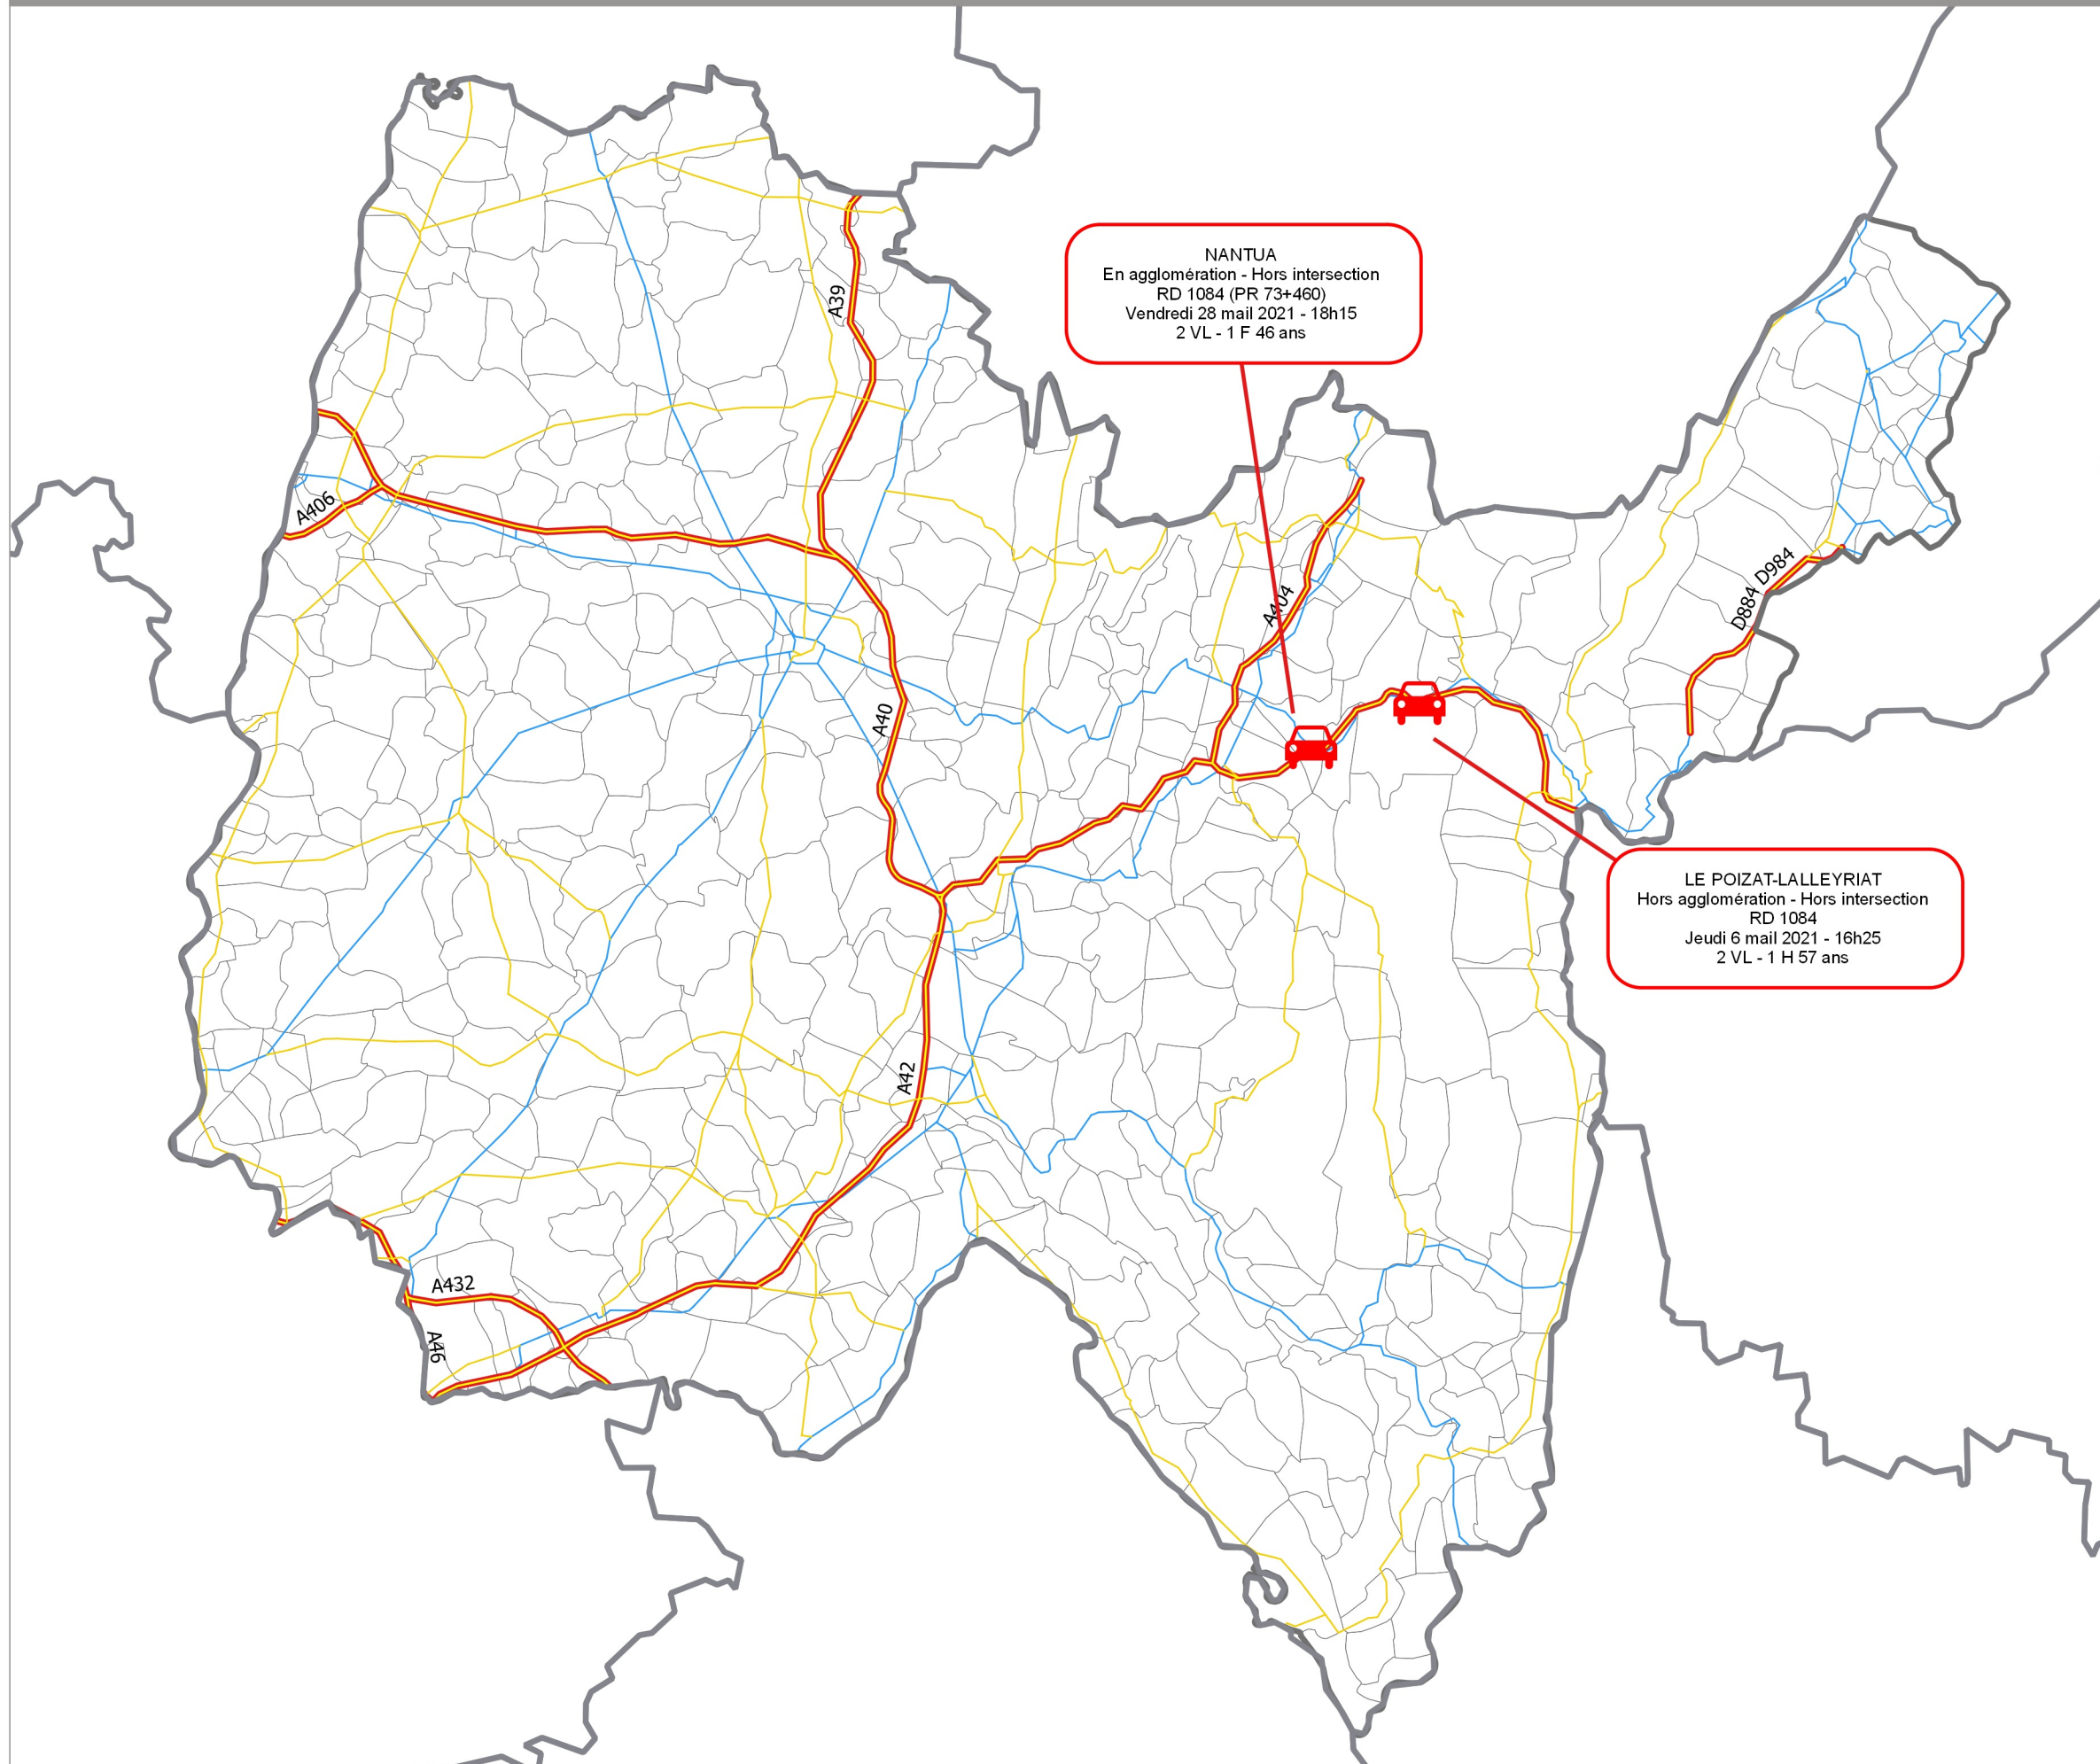 NANTUA
En agglomération - Hors intersection
RD 1084 (PR 73+460)
Vendredi 28 mail 2021 - 18h15
2 VL - 1 F 46 ans
A39
A406
A404
D984
D884
A40
LE POIZAT-LALLEYRIAT
Hors agglomération - Hors intersection
RD 1084
Jeudi 6 mail 2021 - 16h25
2 VL - 1 H 57 ans
A42
A432
A46